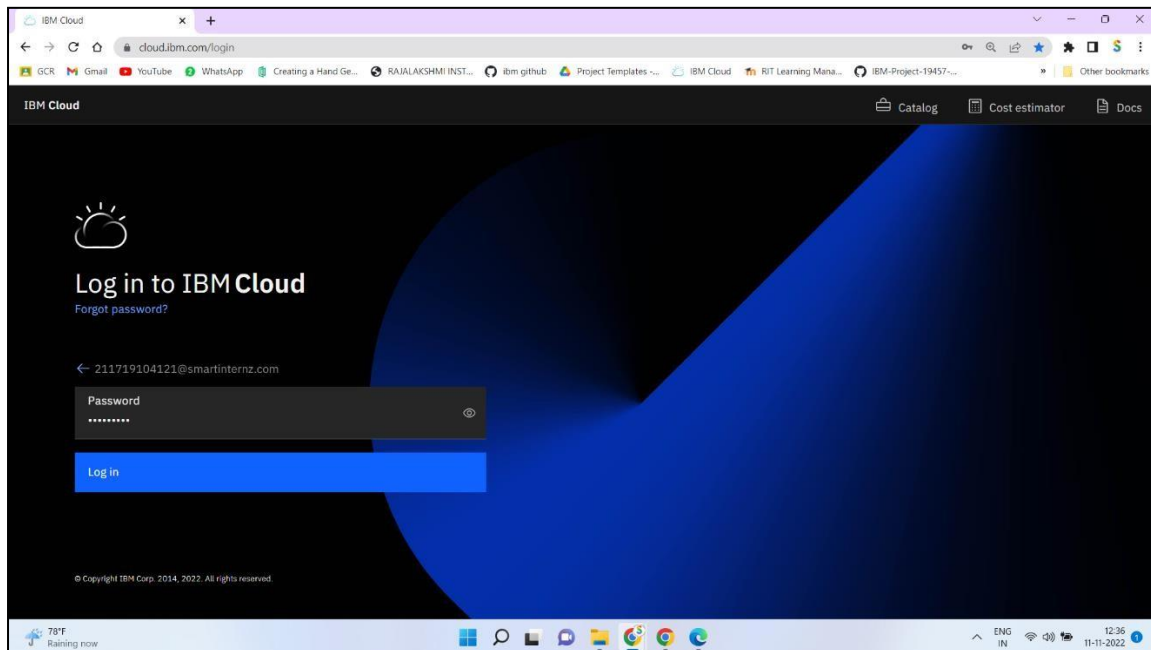 IBM Cloud
cloud.ibm.com/login
GCR Gmail YouTube WhatsApp Creating a Hand Ge... RAJALAKSHMI INST... ibm github Project Templates -... IBM Cloud RIT Learning Mana... IBM-Project-19457-... » Other bookmarks
IBM Cloud Catalog Cost estimator Docs
Log in to IBM Cloud
Forgot password?
← 211719104121@smartinternz.com
Password
•••••••••
Log in
© Copyright IBM Corp. 2014, 2022. All rights reserved.
78°F
Raining now
ENG
IN
12:36
11-11-2022
1